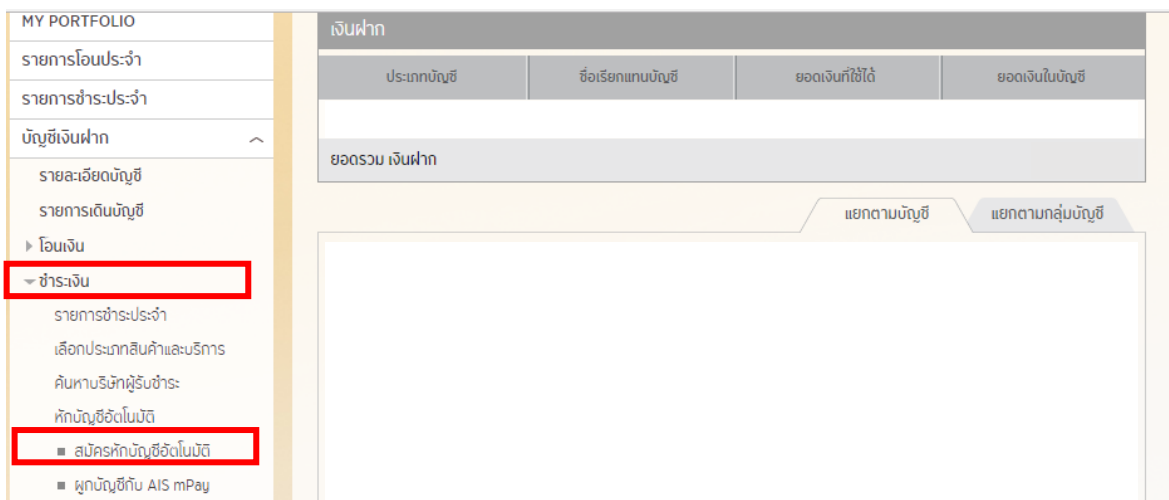 MY PORTFOLIO
รายการโอนประจำ
รายการชำระประจำ
บัญชีเงินฝาก
รายละเอียดบัญชี
รายการเดินบัญชี
โอนเงิน
ชำระเงิน
รายการชำระประจำ
เลือกประเภทสินค้าและบริการ
ค้นหาบริษัทผู้รับชำระ
หักบัญชีอัตโนมัติ
สมัครหักบัญชีอัตโนมัติ
ผูกบัญชีกับ AIS mPay
เงินฝาก
ประเภทบัญชี ชื่อเรียกแทนบัญชี ยอดเงินที่ใช้ได้ ยอดเงินในบัญชี
ยอดรวม เงินฝาก
แยกตามบัญชี แยกตามกลุ่มบัญชี